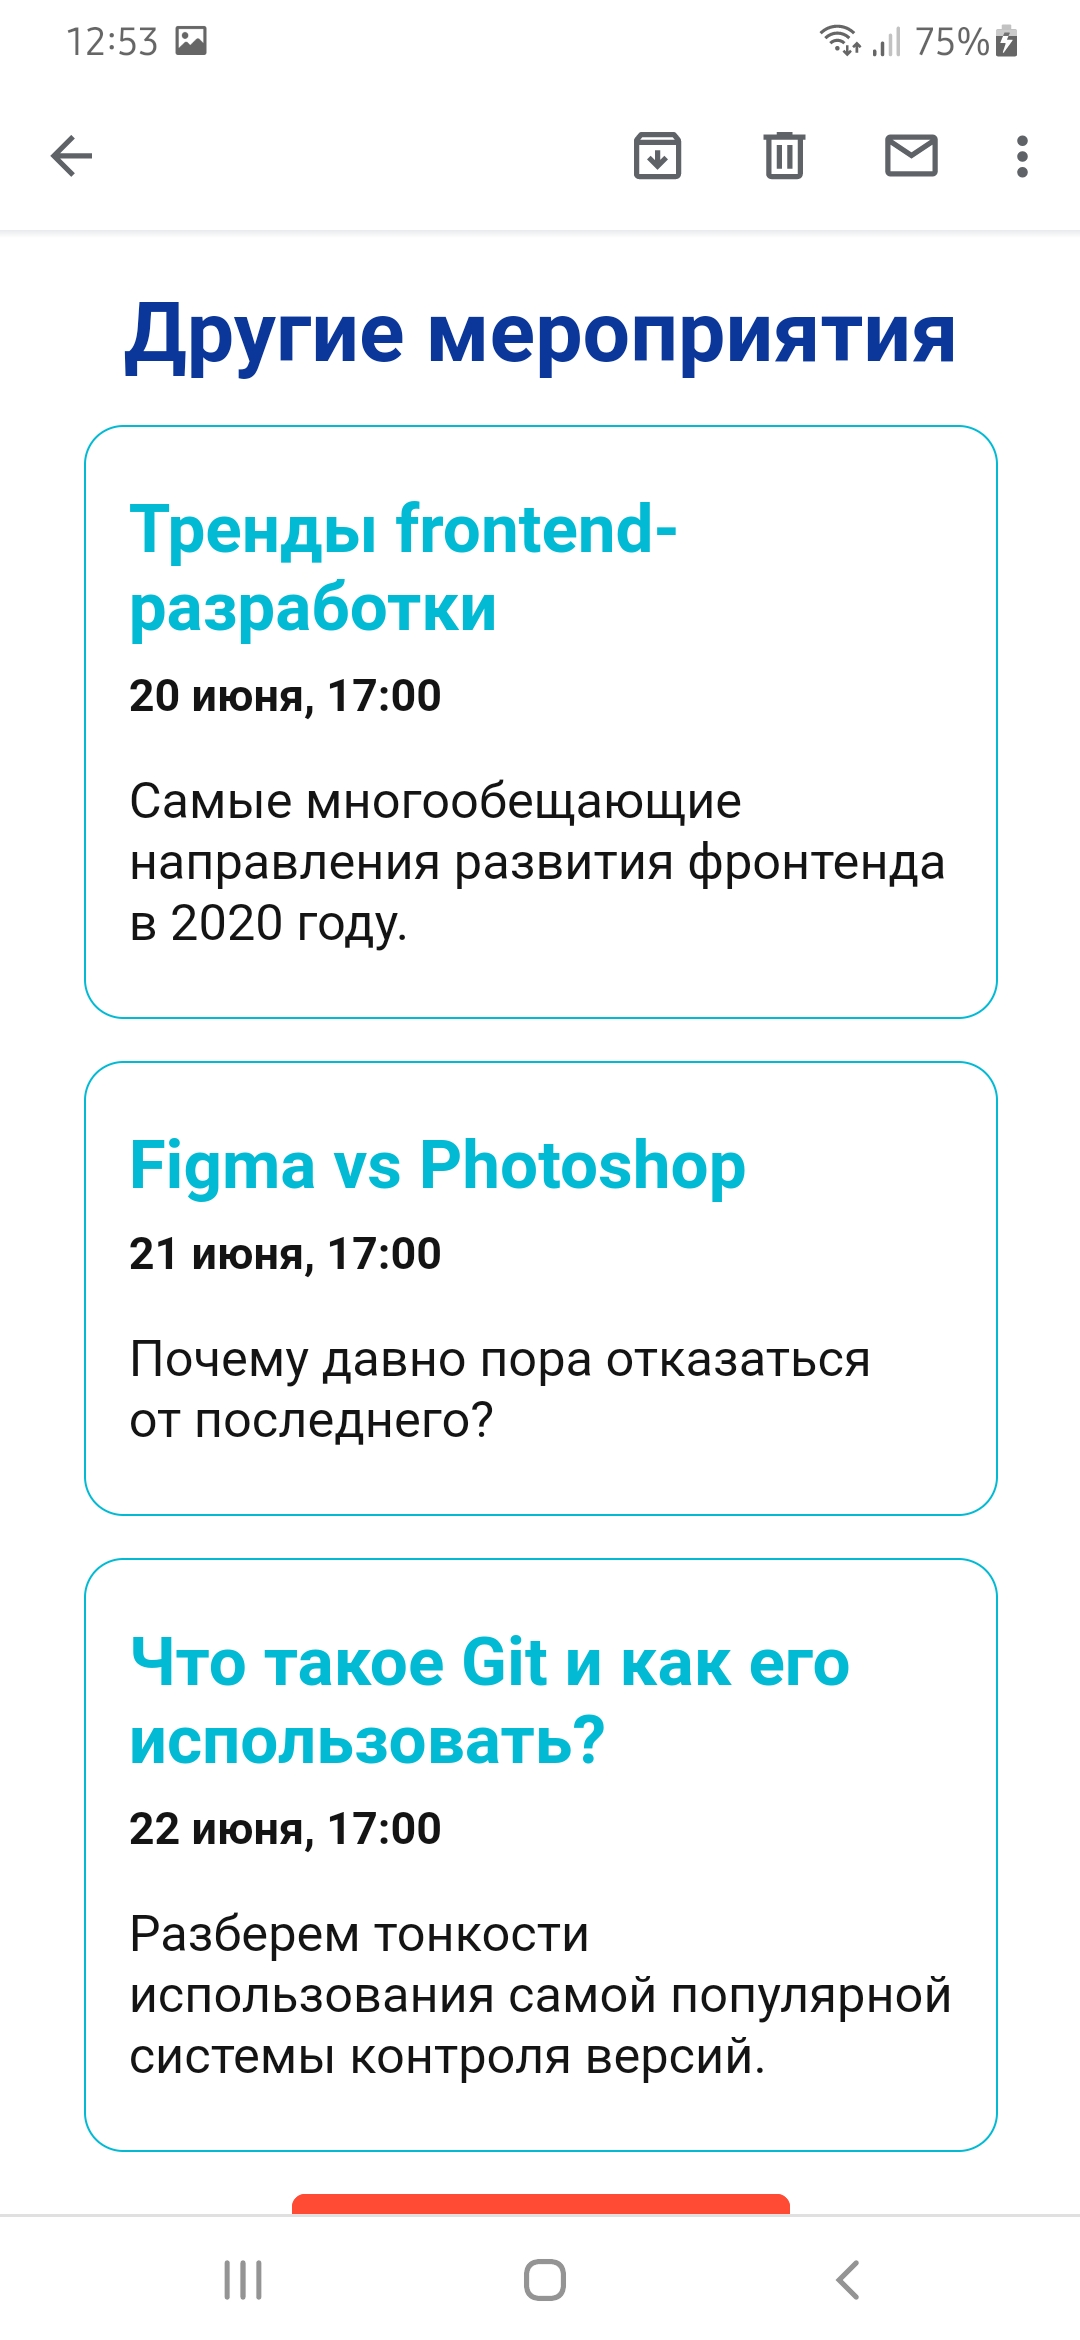 12:53
75%
Другие мероприятия
Тренды frontend-
разработки
20 июня, 17:00
Самые многообещающие
направления развития фронтенда
в 2020 году.
Figma vs Photoshop
21 июня, 17:00
Почему давно пора отказаться
от последнего?
Что такое Git и как его
использовать?
22 июня, 17:00
Разберем тонкости
использования самой популярной
системы контроля версий.